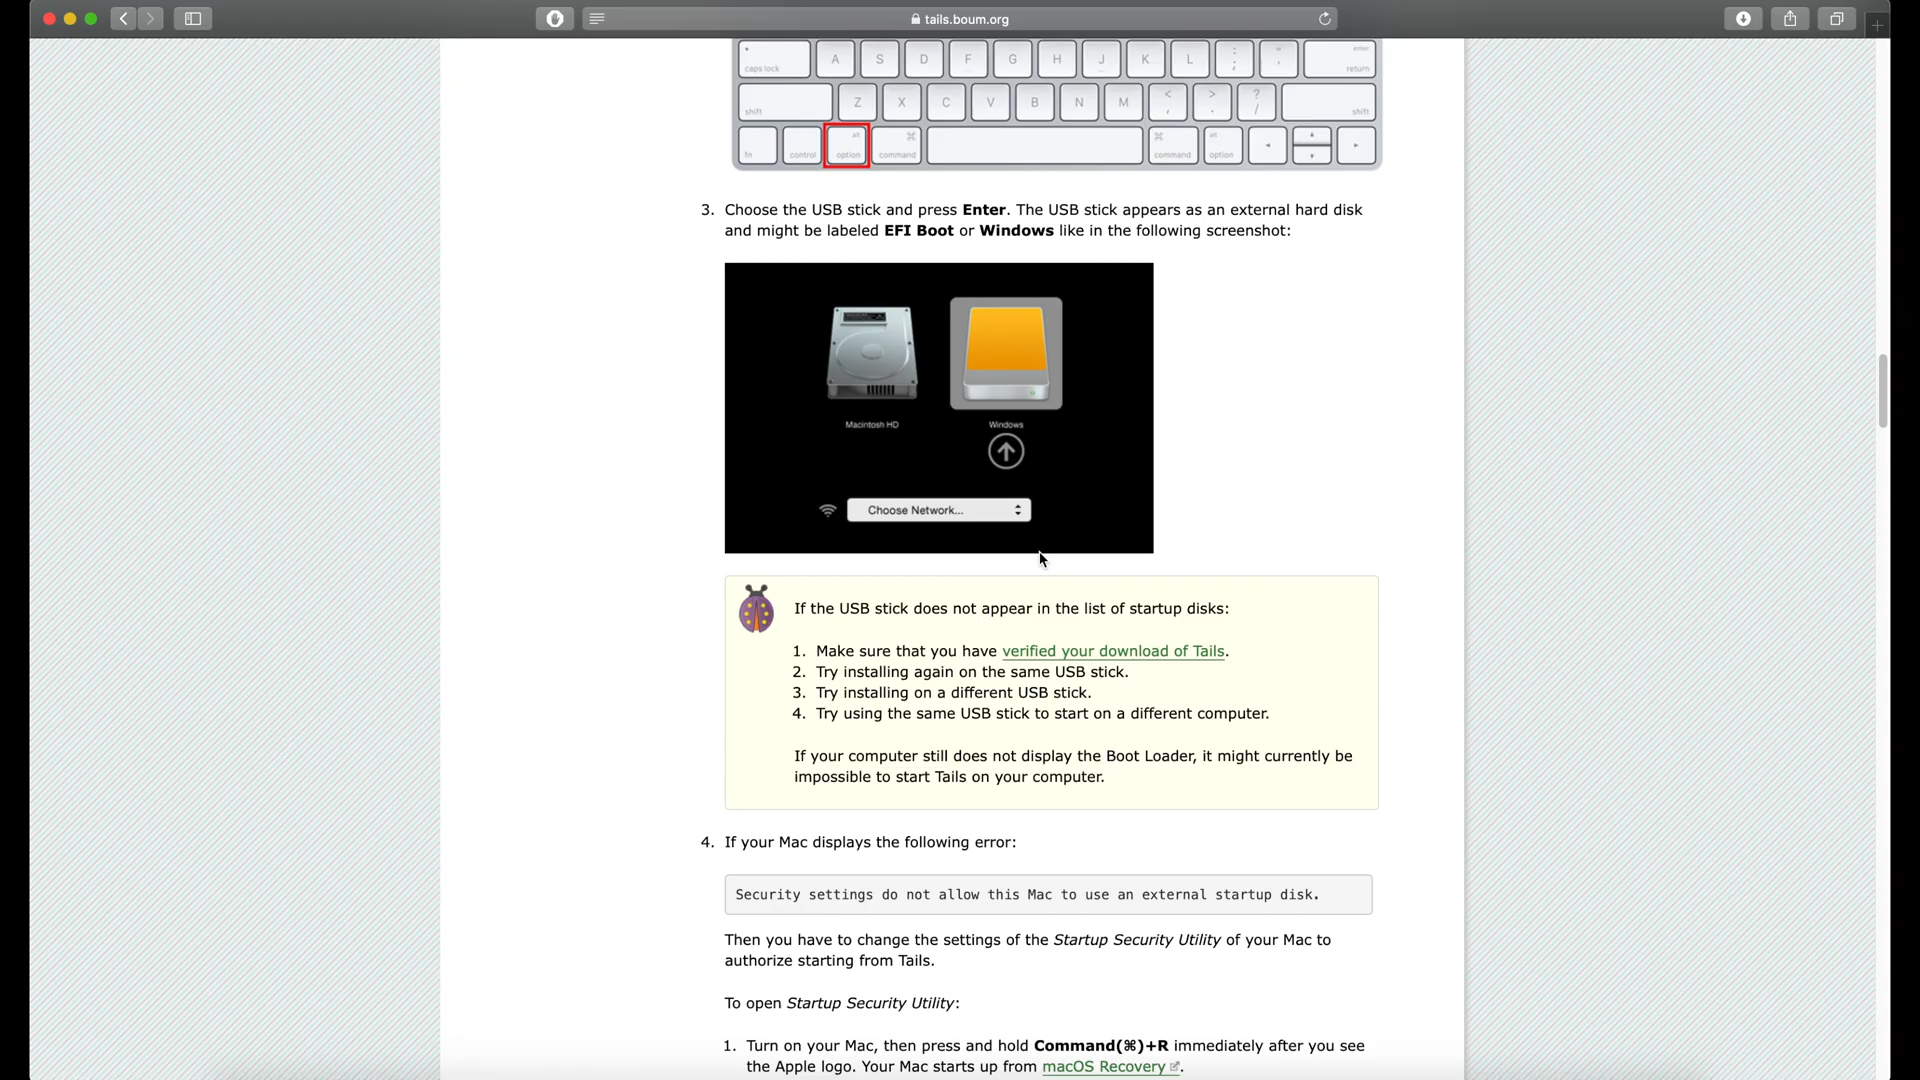 tails.boum.org
caps lock A S D F G H J K L : ; " ' enter return
shift Z X C V B N M < , > . ? / shift
fn control alt option ⌘ command ⌘ command alt option
3. Choose the USB stick and press Enter. The USB stick appears as an external hard disk
and might be labeled EFI Boot or Windows like in the following screenshot:
Macintosh HD Windows
Choose Network...
If the USB stick does not appear in the list of startup disks:
1. Make sure that you have verified your download of Tails.
2. Try installing again on the same USB stick.
3. Try installing on a different USB stick.
4. Try using the same USB stick to start on a different computer.
If your computer still does not display the Boot Loader, it might currently be
impossible to start Tails on your computer.
4. If your Mac displays the following error:
Security settings do not allow this Mac to use an external startup disk.
Then you have to change the settings of the Startup Security Utility of your Mac to
authorize starting from Tails.
To open Startup Security Utility:
1. Turn on your Mac, then press and hold Command(⌘)+R immediately after you see
the Apple logo. Your Mac starts up from macOS Recovery.